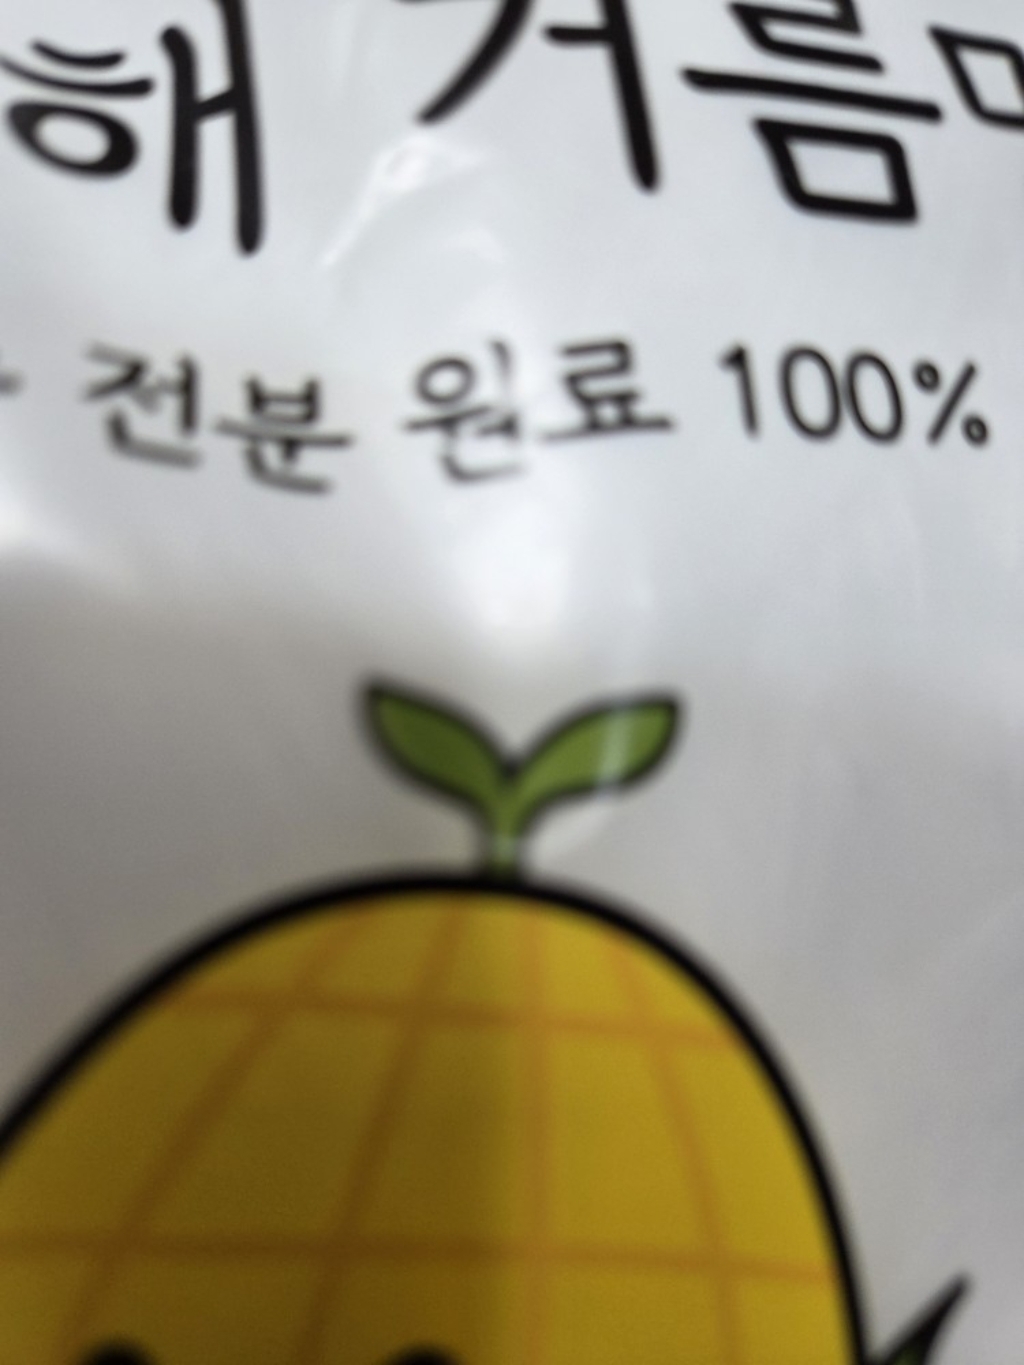 해 거름
전분 원료 100%